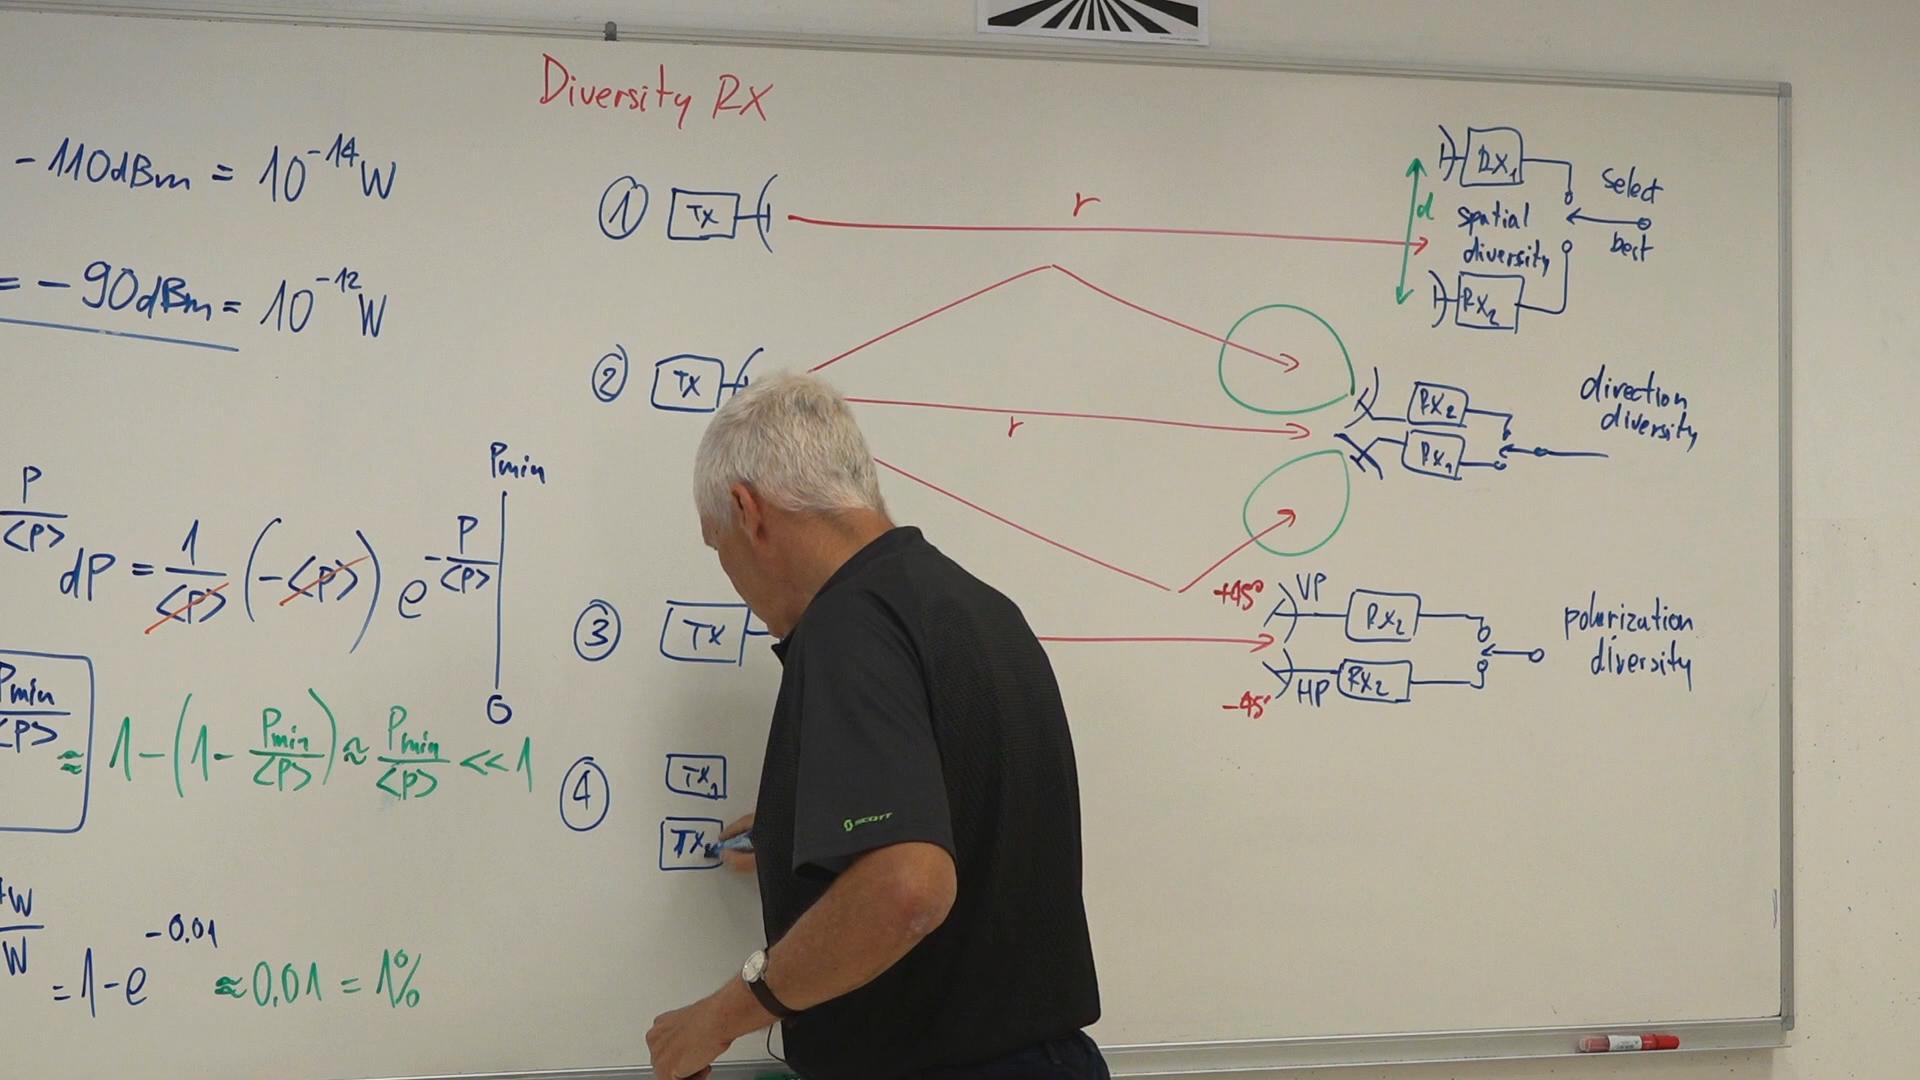 Diversity RX
-110dBm = 10^-14 W
= -90dBm = 10^-12 W
P/<P> dP = 1/<P> (-<P>) e^-P/<P> | Pmin 0
Pmin/<P> ≈ 1-(1- Pmin/<P>) ≈ Pmin/<P> << 1
W/W = 1-e^-0.01 ≈ 0.01 = 1%
① TX r d RX1 RX2
spatial
diversity
select
best
② TX r RX2 RX1
direction
diversity
③ TX +45° VP RX2
-45° HP RX2
polarization
diversity
④ TX1
TX2
SCOTT